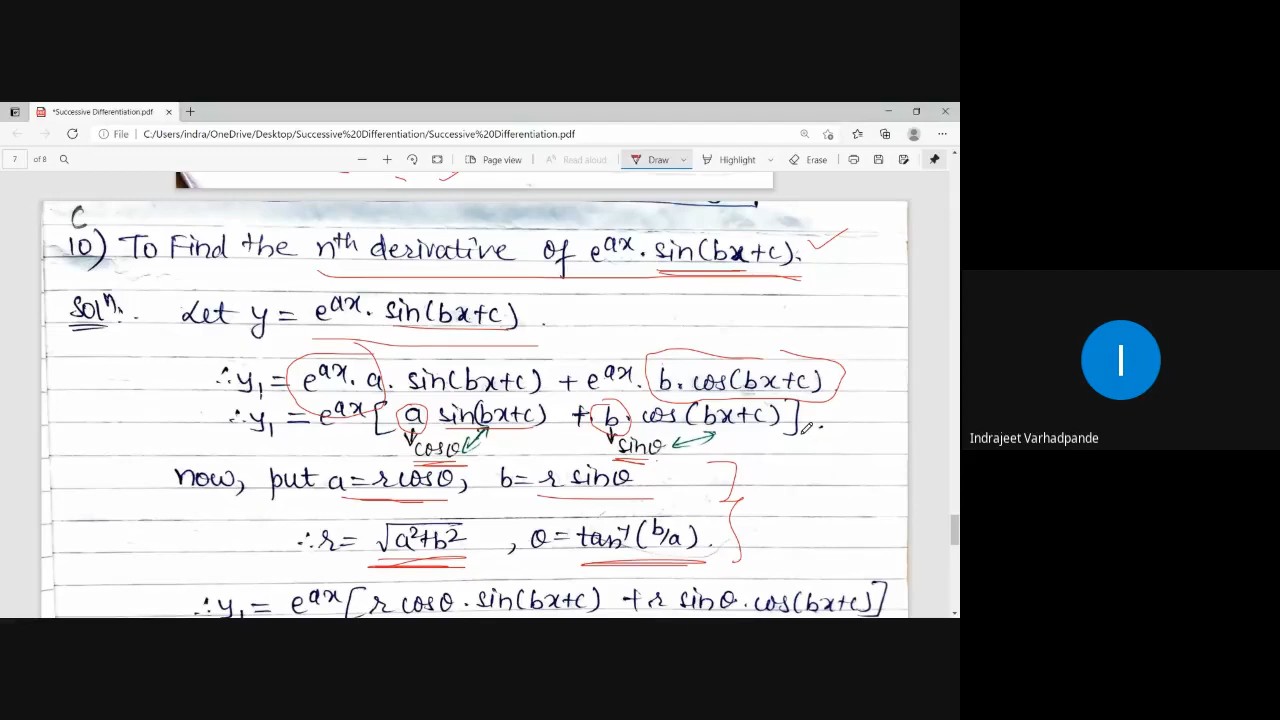 *Successive Differentiation.pdf
File C:/Users/indra/OneDrive/Desktop/Successive%20Differentiation/Successive%20Differentiation.pdf
7 of 8 Page view Read aloud Draw Highlight Erase
C
10) To Find the nth derivative of e^ax . sin(bx+c).
Solⁿ. Let y = e^ax . sin(bx+c) .
∴ y₁ = e^ax . a . sin(bx+c) + e^ax . b . cos(bx+c)
∴ y₁ = e^ax [ a sin(bx+c) + b . cos(bx+c) ] .
cosθ sinθ
now, put a = r cosθ, b = r sinθ
∴ r = √a²+b² , θ = tan⁻¹(b/a) .
∴ y₁ = e^ax [ r cosθ . sin(bx+c) + r sinθ . cos(bx+c) ]
I
Indrajeet Varhadpande